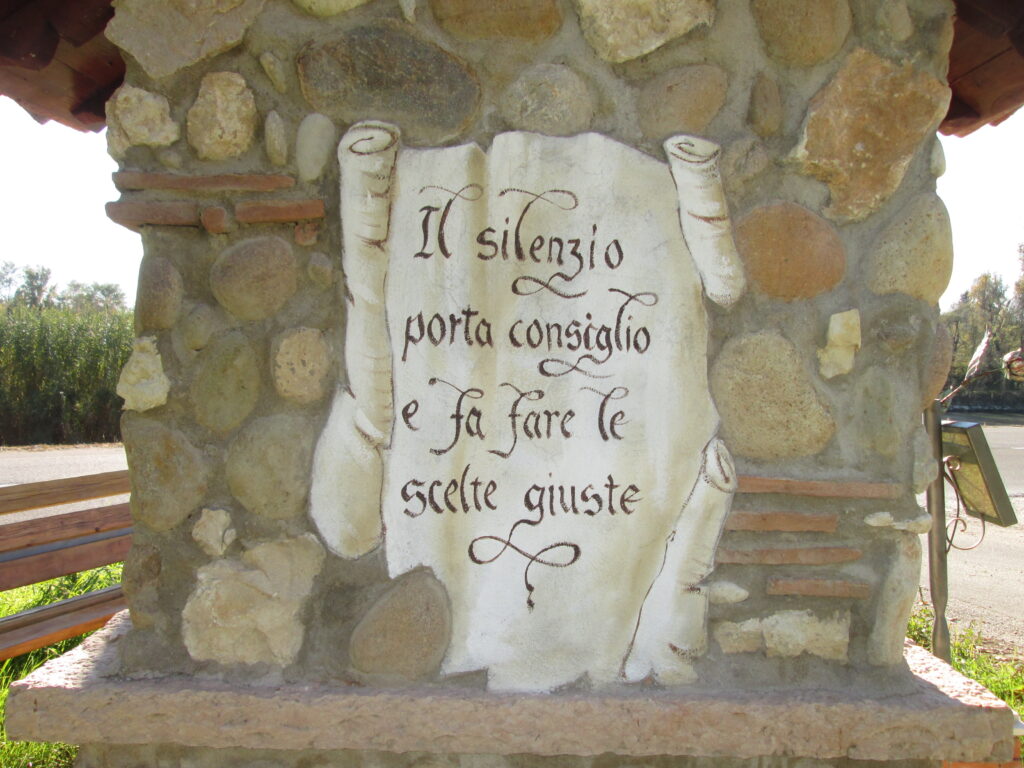 Il silenzio
porta consiglio
e fa fare le
scelte giuste